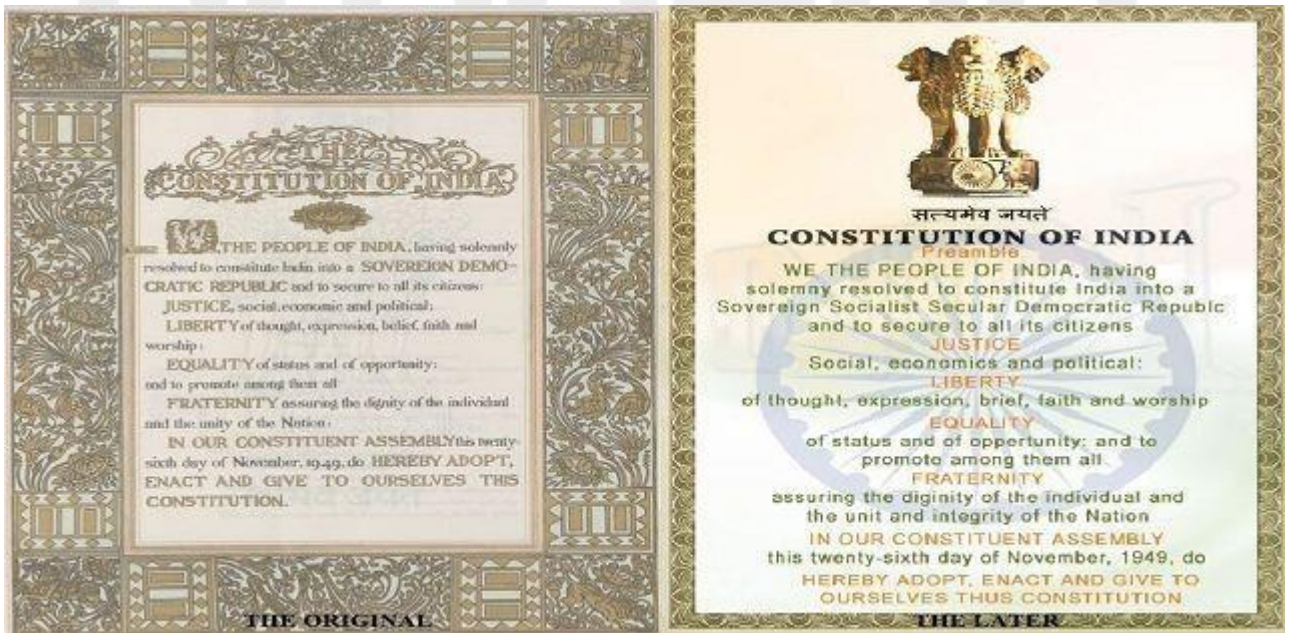 THE
CONSTITUTION OF INDIA
WE, THE PEOPLE OF INDIA, having solemnly
resolved to constitute India into a SOVEREIGN DEMO-
CRATIC REPUBLIC and to secure to all its citizens:
JUSTICE, social, economic and political;
LIBERTY of thought, expression, belief, faith and
worship;
EQUALITY of status and of opportunity;
and to promote among them all
FRATERNITY assuring the dignity of the individual
and the unity of the Nation;
IN OUR CONSTITUENT ASSEMBLY this twenty-
sixth day of November, 1949, do HEREBY ADOPT,
ENACT AND GIVE TO OURSELVES THIS
CONSTITUTION.
THE ORIGINAL
सत्यमेव जयते
CONSTITUTION OF INDIA
Preamble
WE THE PEOPLE OF INDIA, having
solemny resolved to constitute India into a
Sovereign Socialist Secular Democratic Republc
and to secure to all its citizens
JUSTICE
Social, economics and political:
LIBERTY
of thought, expression, brief, faith and worship
EQUALITY
of status and of oppertunity; and to
promote among them all
FRATERNITY
assuring the diginity of the individual and
the unit and integrity of the Nation
IN OUR CONSTITUENT ASSEMBLY
this twenty-sixth day of November, 1949, do
HEREBY ADOPT, ENACT AND GIVE TO
OURSELVES THUS CONSTITUTION
THE LATER